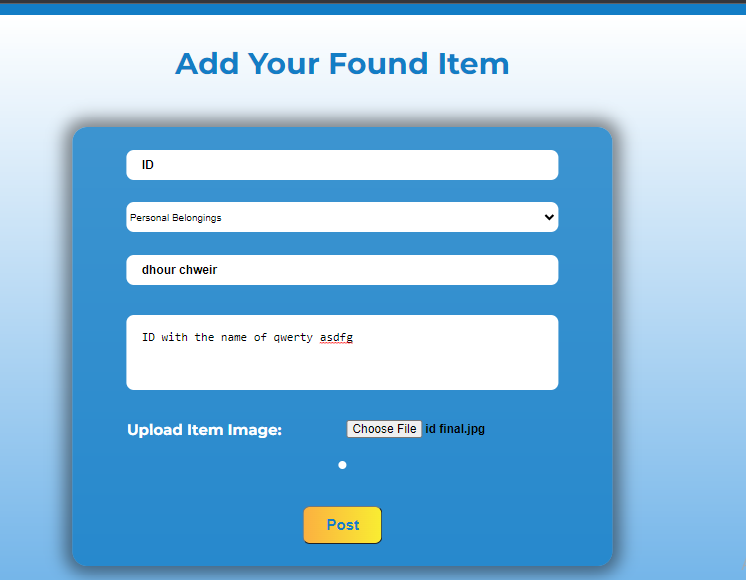 Add Your Found Item
ID
Personal Belongings
dhour chweir
ID with the name of qwerty asdfg
Upload Item Image: Choose File id final.jpg
Post